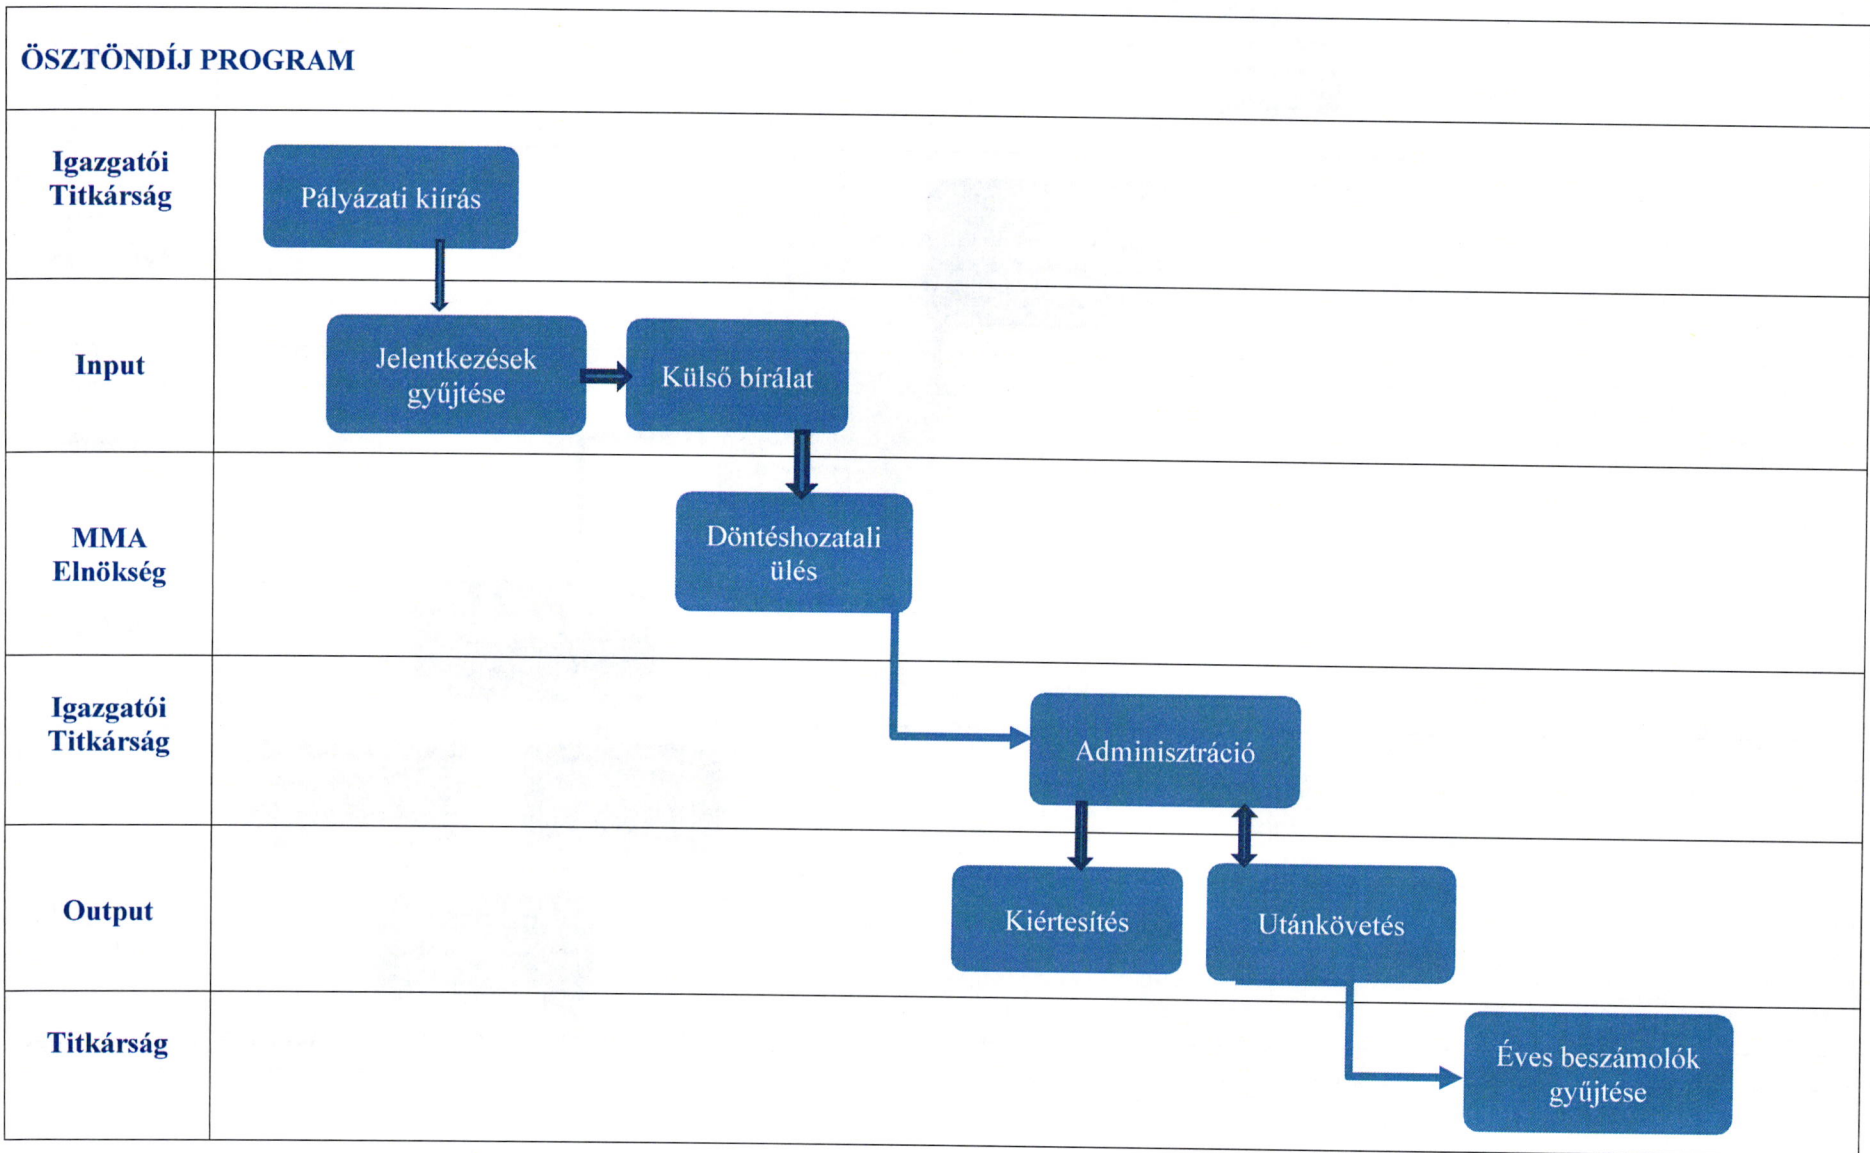 ÖSZTÖNDÍJ PROGRAM
Igazgatói
Titkárság
Pályázati kiírás
Input
Jelentkezések
gyűjtése
Külső bírálat
MMA
Elnökség
Döntéshozatali
ülés
Igazgatói
Titkárság
Adminisztráció
Output
Kiértesítés
Utánkövetés
Titkárság
Éves beszámolók
gyűjtése